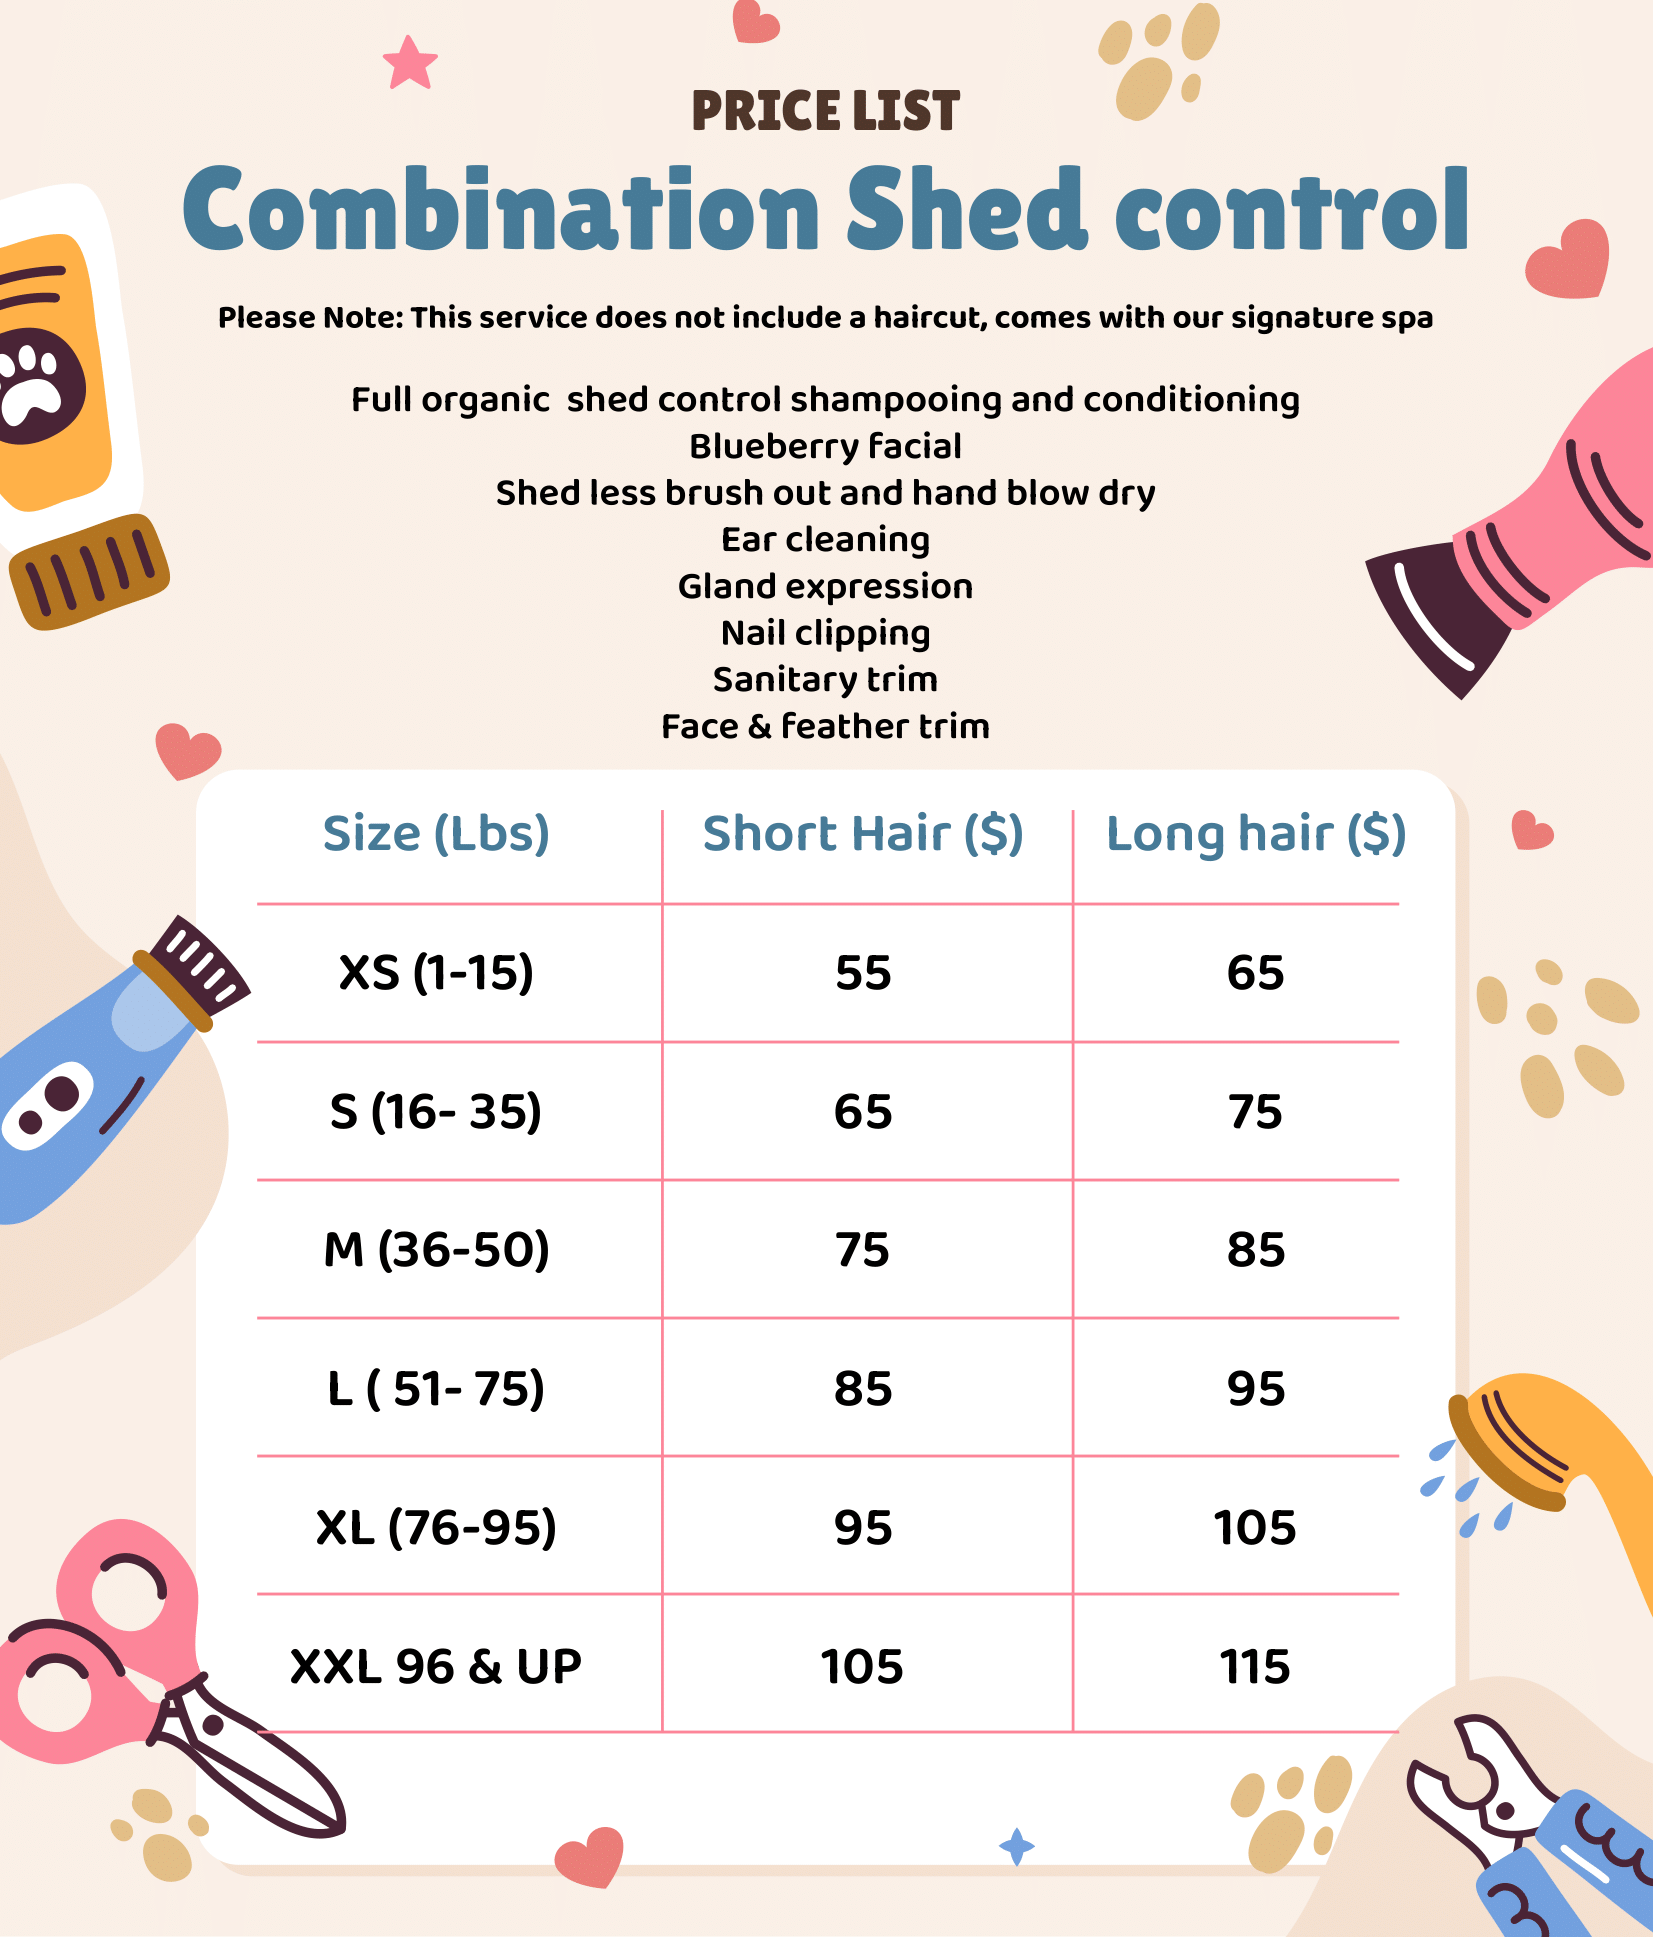 PRICE LIST
Combination Shed control
Please Note: This service does not include a haircut, comes with our signature spa
Full organic  shed control shampooing and conditioning
Blueberry facial
Shed less brush out and hand blow dry
Ear cleaning
Gland expression
Nail clipping
Sanitary trim
Face & feather trim
Size (Lbs) Short Hair ($) Long hair ($)
XS (1-15) 55 65
S (16- 35) 65 75
M (36-50) 75 85
L ( 51- 75) 85 95
XL (76-95) 95 105
XXL 96 & UP 105 115